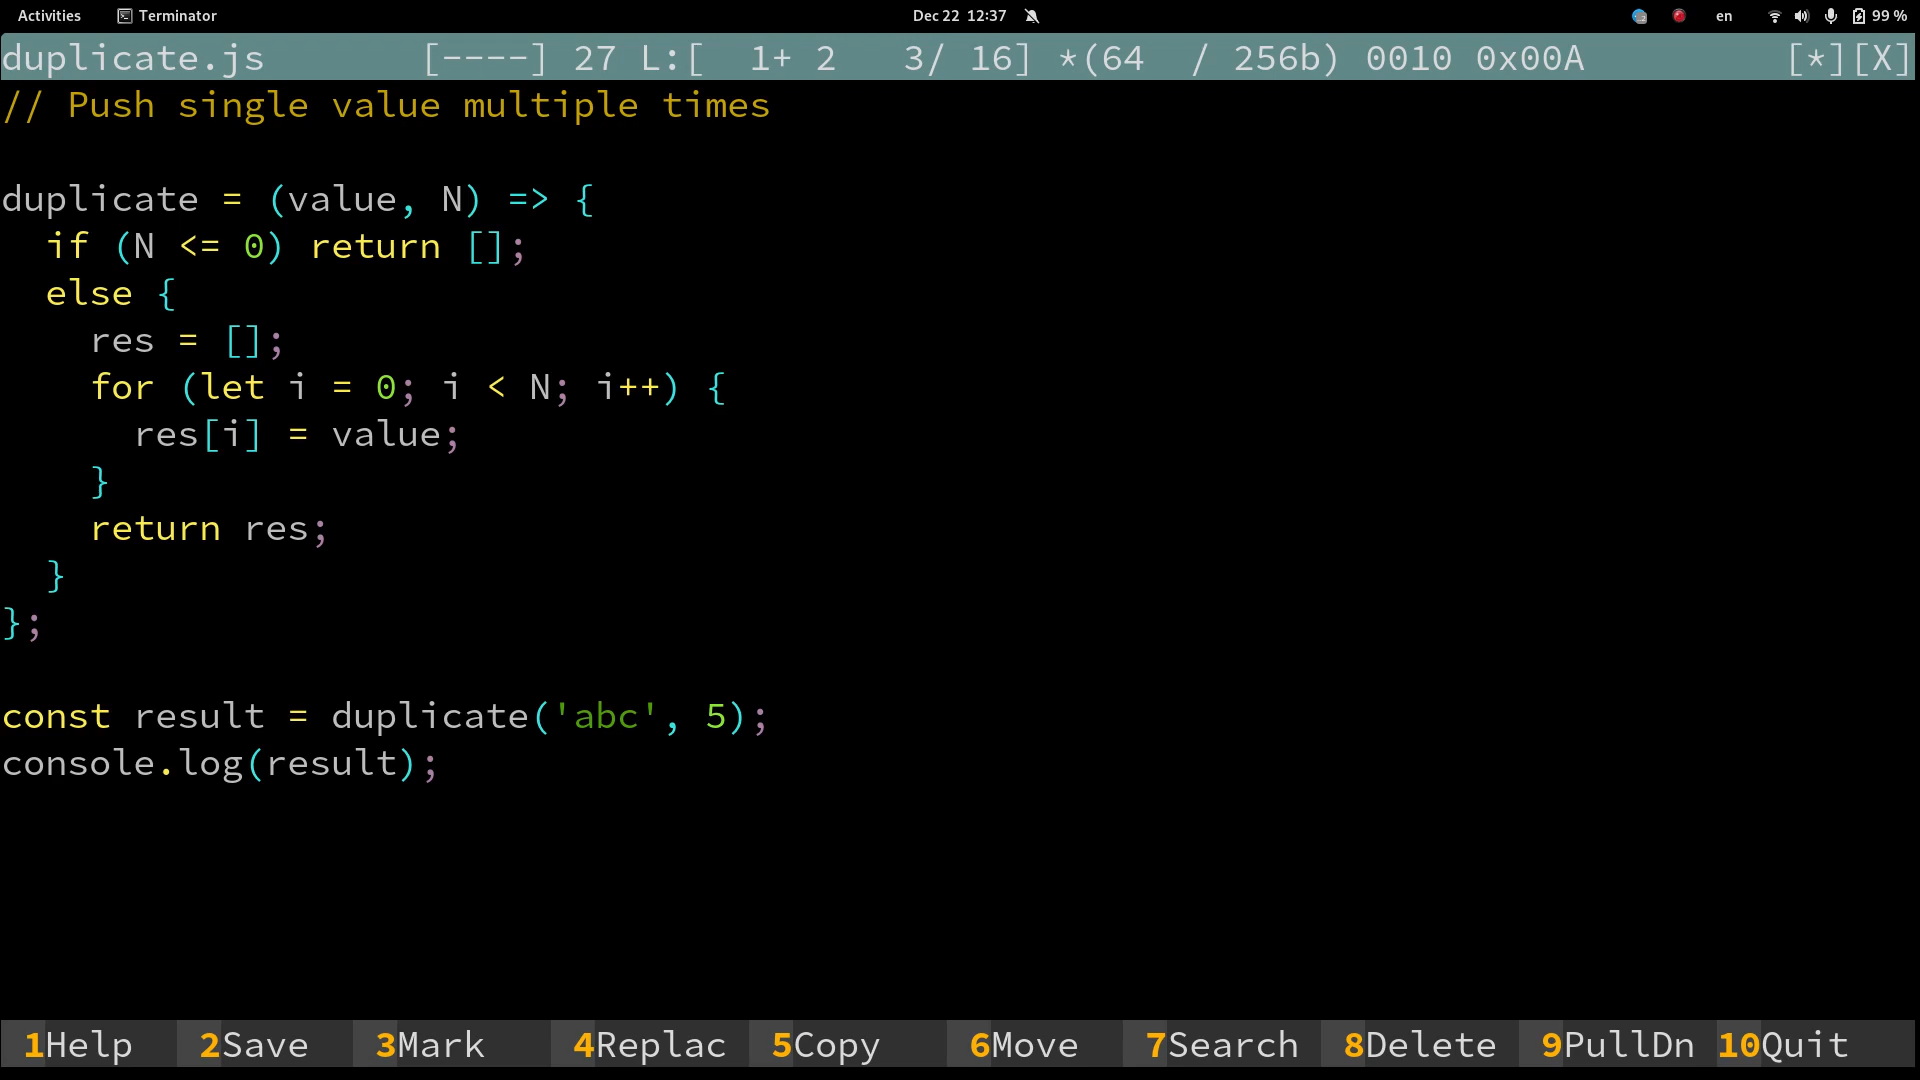 Activities Terminator Dec 22 12:37 en 99 %
duplicate.js [----] 27 L:[ 1+ 2 3/ 16] *(64 / 256b) 0010 0x00A [*][X]
// Push single value multiple times
duplicate = (value, N) => {
  if (N <= 0) return [];
  else {
    res = [];
    for (let i = 0; i < N; i++) {
      res[i] = value;
    }
    return res;
  }
};
const result = duplicate('abc', 5);
console.log(result);
1Help 2Save 3Mark 4Replac 5Copy 6Move 7Search 8Delete 9PullDn 10Quit